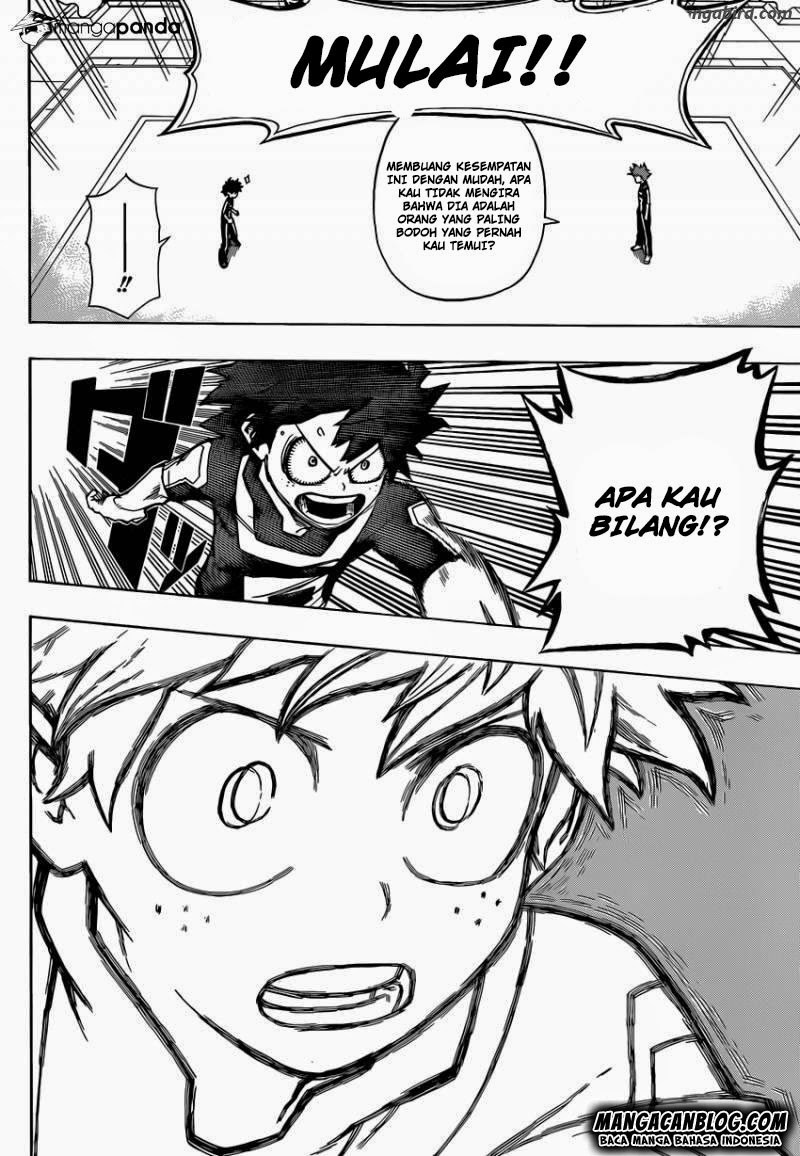 mangapanda
MULAI!!
MEMBUANG KESEMPATAN
INI DENGAN MUDAH, APA
KAU TIDAK MENGIRA
BAHWA DIA ADALAH
ORANG YANG PALING
BODOH YANG PERNAH
KAU TEMUI?
——!!
APA KAU
BILANG!?
MANGACANBLOG.COM
BACA MANGA BAHASA INDONESIA